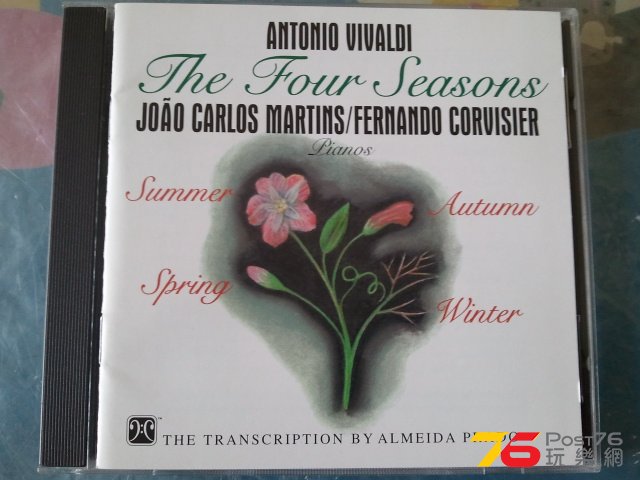 ANTONIO VIVALDI
The Four Seasons
JOÃO CARLOS MARTINS/FERNANDO CORVISIER
Pianos
Summer
Autumn
Spring
Winter
THE TRANSCRIPTION BY ALMEIDA
76 Post76
玩樂網